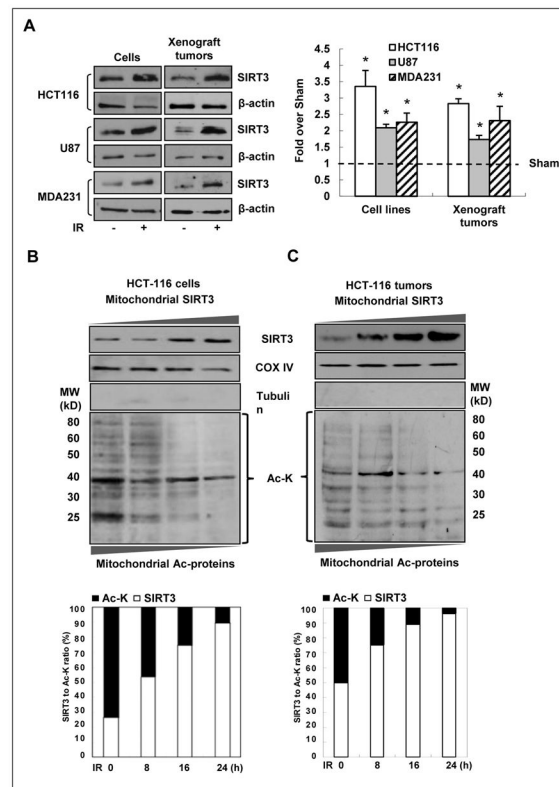 A
Cells
Xenograft
tumors
HCT116
SIRT3
β-actin
U87
SIRT3
β-actin
MDA231
SIRT3
β-actin
IR - + - +
Fold over Sham
4.5
4
3.5
3
2.5
2
1.5
1
0.5
0
HCT116
U87
MDA231
* * * * * *
Sham
Cell lines
Xenograft
tumors
B
HCT-116 cells
Mitochondrial SIRT3
C
HCT-116 tumors
Mitochondrial SIRT3
SIRT3
COX IV
Tubuli
n
MW
(kD)
80
60
50
40
30
25
Ac-K
MW
(kD)
80
60
50
40
30
25
Mitochondrial Ac-proteins
Mitochondrial Ac-proteins
Ac-K SIRT3
SIRT3 to Ac-K ratio (%)
100
90
80
70
60
50
40
30
20
10
0
IR 0 8 16 24 (h)
Ac-K SIRT3
SIRT3 to Ac-K ratio (%)
100
90
80
70
60
50
40
30
20
10
0
IR 0 8 16 24 (h)